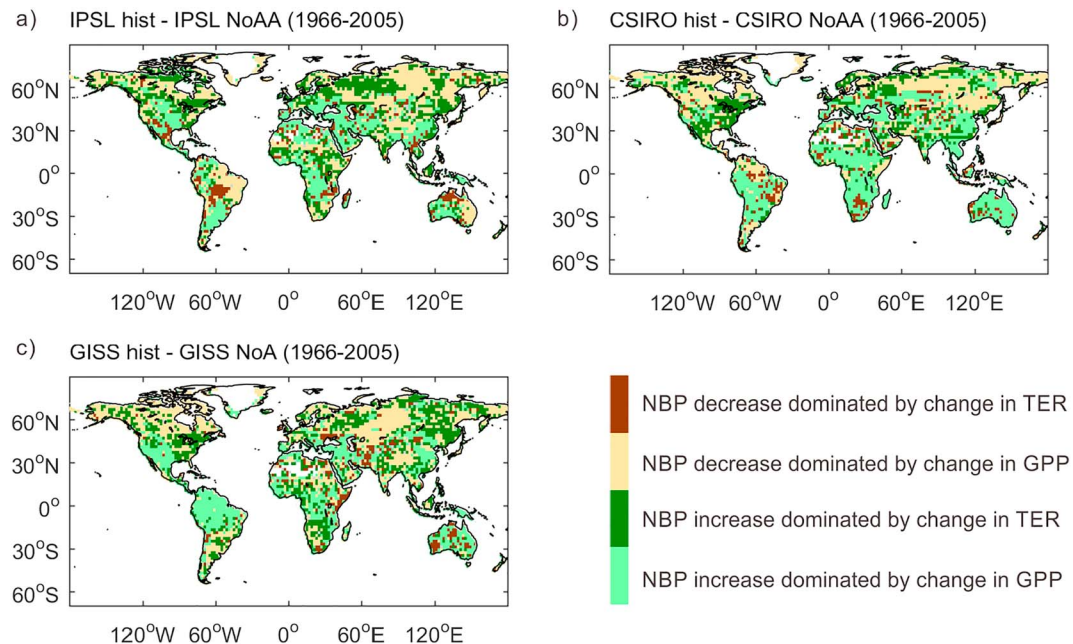 a) IPSL hist - IPSL NoAA (1966-2005)
60°N
30°N
0°
30°S
60°S
120°W 60°W 0° 60°E 120°E
b) CSIRO hist - CSIRO NoAA (1966-2005)
60°N
30°N
0°
30°S
60°S
120°W 60°W 0° 60°E 120°E
c) GISS hist - GISS NoA (1966-2005)
60°N
30°N
0°
30°S
60°S
120°W 60°W 0° 60°E 120°E
NBP decrease dominated by change in TER
NBP decrease dominated by change in GPP
NBP increase dominated by change in TER
NBP increase dominated by change in GPP